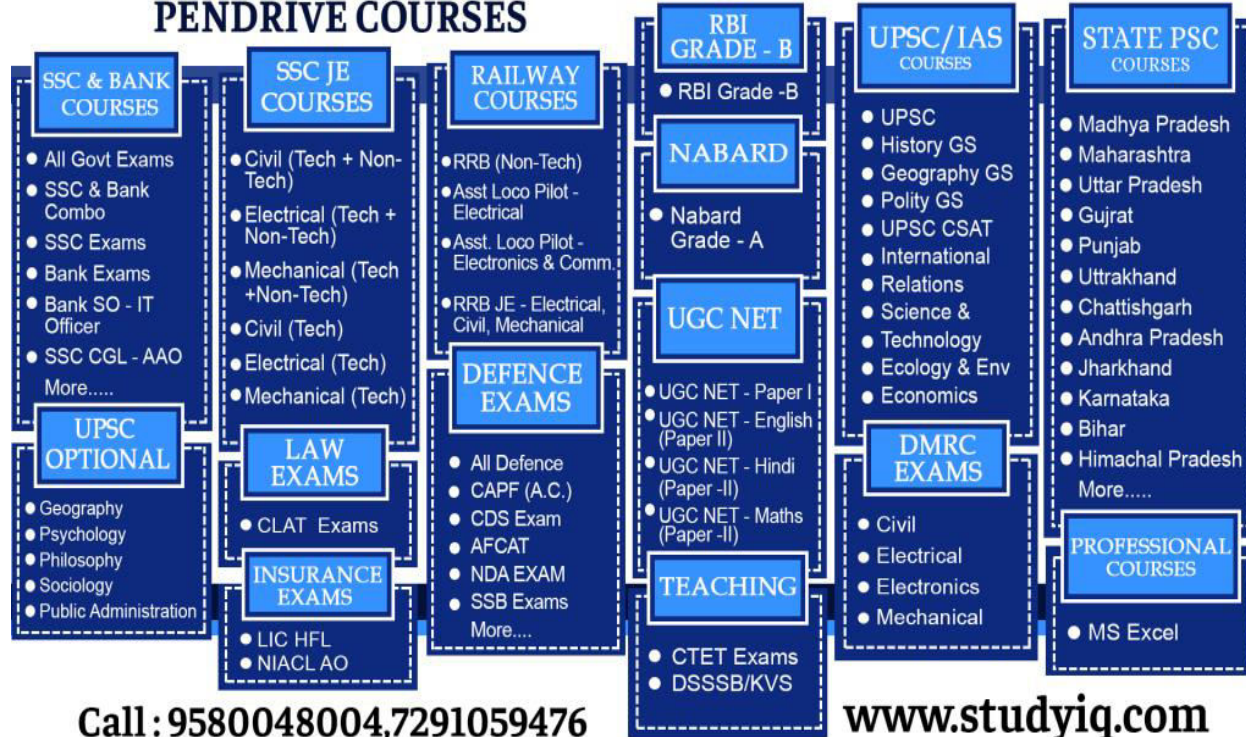 PENDRIVE COURSES
SSC & BANK
COURSES
All Govt Exams
SSC & Bank
Combo
SSC Exams
Bank Exams
Bank SO - IT
Officer
SSC CGL - AAO
More.....
UPSC
OPTIONAL
Geography
Psychology
Philosophy
Sociology
Public Administration
SSC JE
COURSES
Civil (Tech + Non-
Tech)
Electrical (Tech +
Non-Tech)
Mechanical (Tech
+Non-Tech)
Civil (Tech)
Electrical (Tech)
Mechanical (Tech)
LAW
EXAMS
CLAT Exams
INSURANCE
EXAMS
LIC HFL
NIACL AO
RAILWAY
COURSES
RRB (Non-Tech)
Asst Loco Pilot -
Electrical
Asst. Loco Pilot -
Electronics & Comm.
RRB JE - Electrical,
Civil, Mechanical
DEFENCE
EXAMS
All Defence
CAPF (A.C.)
CDS Exam
AFCAT
NDA EXAM
SSB Exams
More....
RBI
GRADE - B
RBI Grade -B
NABARD
Nabard
Grade - A
UGC NET
UGC NET - Paper I
UGC NET - English
(Paper II)
UGC NET - Hindi
(Paper -II)
UGC NET - Maths
(Paper -II)
TEACHING
CTET Exams
DSSSB/KVS
UPSC/IAS
COURSES
UPSC
History GS
Geography GS
Polity GS
UPSC CSAT
International
Relations
Science &
Technology
Ecology & Env
Economics
DMRC
EXAMS
Civil
Electrical
Electronics
Mechanical
STATE PSC
COURSES
Madhya Pradesh
Maharashtra
Uttar Pradesh
Gujrat
Punjab
Uttrakhand
Chattishgarh
Andhra Pradesh
Jharkhand
Karnataka
Bihar
Himachal Pradesh
More.....
PROFESSIONAL
COURSES
MS Excel
Call : 9580048004,7291059476
www.studyiq.com